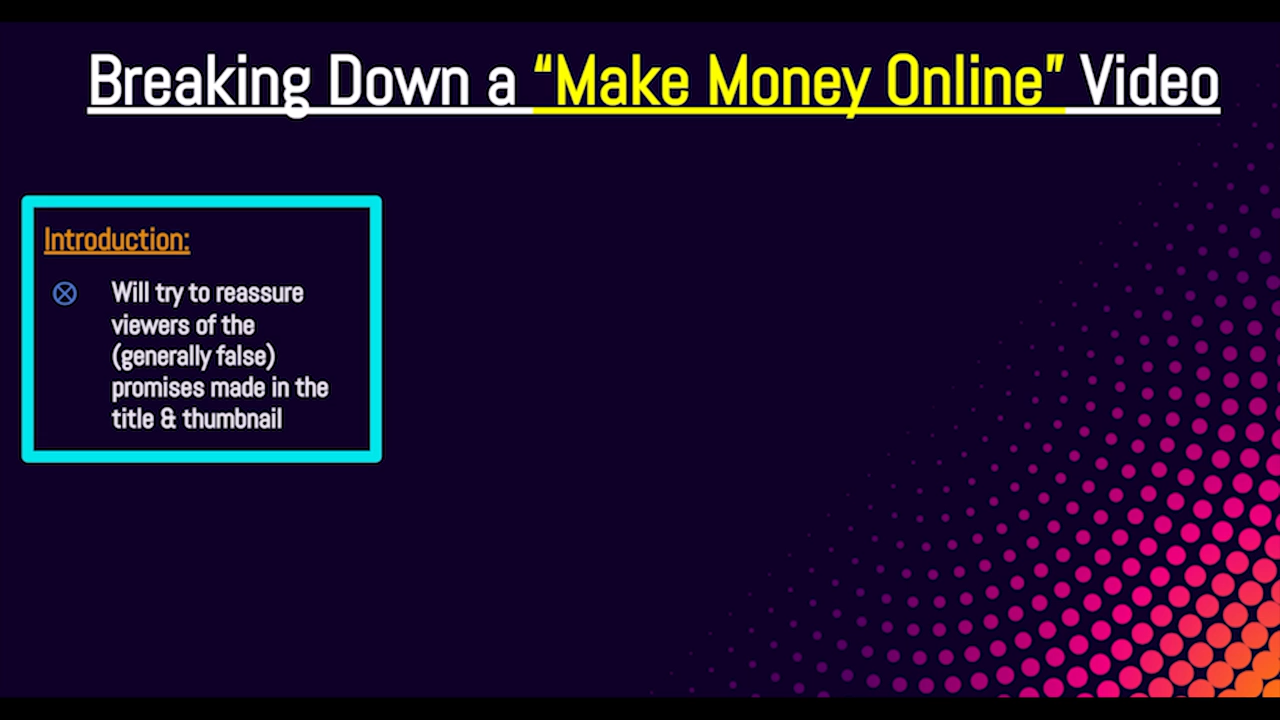 Breaking Down a “Make Money Online” Video
Introduction:
Will try to reassure
viewers of the
(generally false)
promises made in the
title & thumbnail